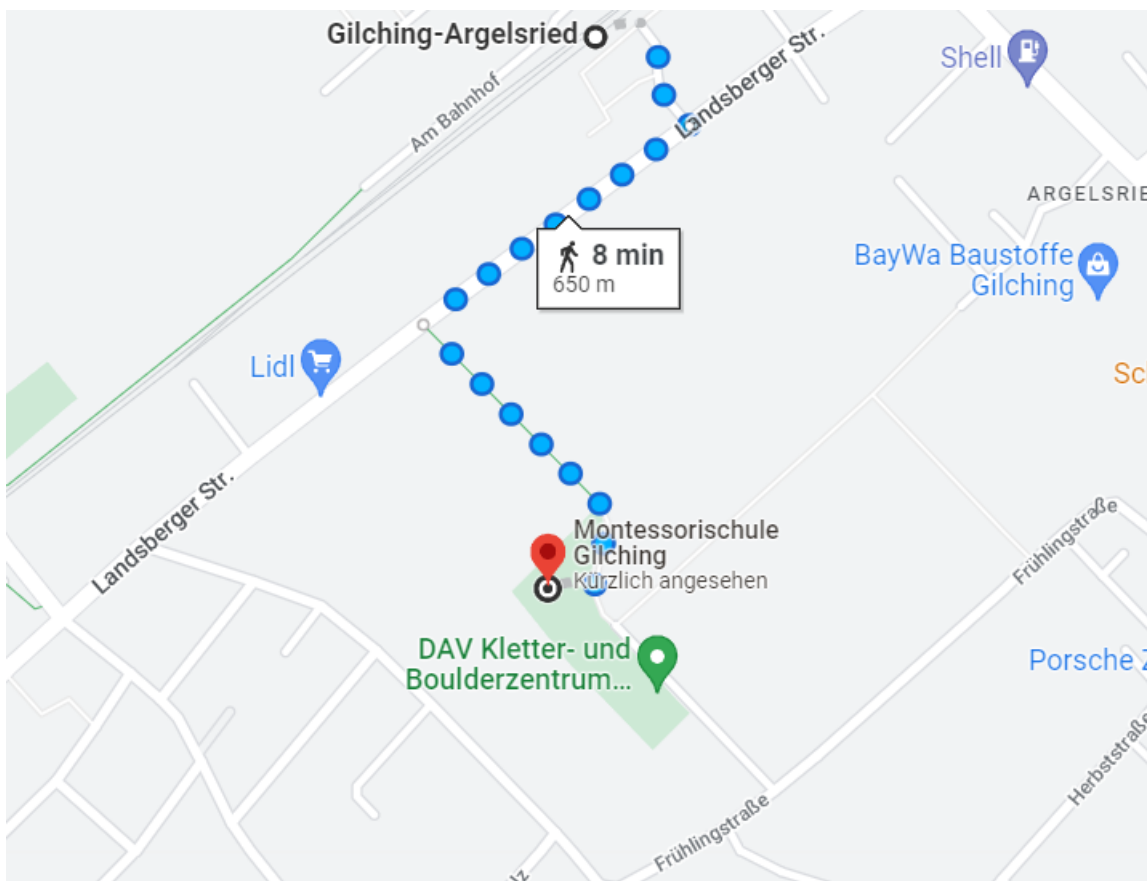 Gilching-Argelsried
Landsberger Str.
Shell
Am Bahnhof
ARGELSRIE
8 min
650 m
BayWa Baustoffe
Gilching
Lidl
Sc
Landsberger Str.
Montessorischule
Gilching
Kürzlich angesehen
Frühlingstraße
DAV Kletter- und
Boulderzentrum...
Porsche Z
Herbststraße
Frühlingstraße